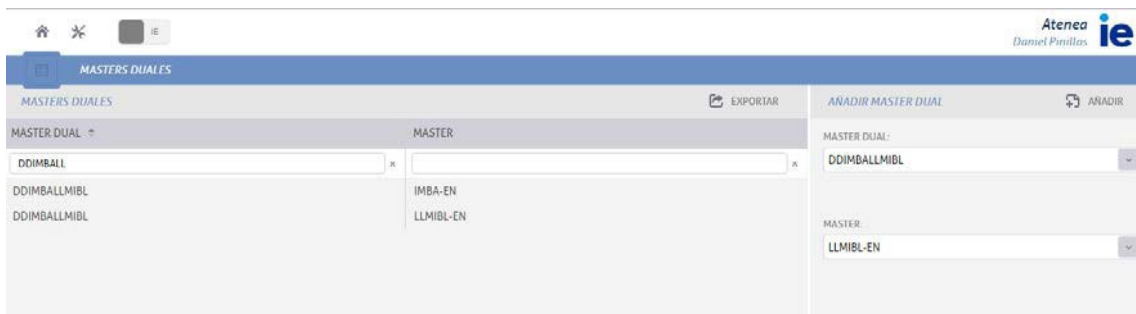 IE
Atenea
Daniel Pinillas
ie
MASTERS DUALES
MASTERS DUALES
EXPORTAR
MASTER DUAL
MASTER
DDIMBALL
x
x
DDIMBALLMIBL
IMBA-EN
DDIMBALLMIBL
LLMIBL-EN
AÑADIR MASTER DUAL
AÑADIR
MASTER DUAL:
DDIMBALLMIBL
MASTER:
LLMIBL-EN